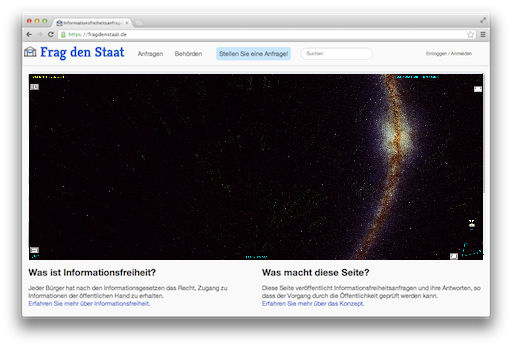 Informationsfreiheitsanfrag
https://fragdenstaat.de
Frag den Staat
Anfragen
Behörden
Stellen Sie eine Anfrage!
Suchen
Einloggen / Anmelden
Was ist Informationsfreiheit?
Jeder Bürger hat nach den Informationsgesetzen das Recht, Zugang zu
Informationen der öffentlichen Hand zu erhalten.
Erfahren Sie mehr über Informationsfreiheit.
Was macht diese Seite?
Diese Seite veröffentlicht Informationsfreiheitsanfragen und ihre Antworten, so
dass der Vorgang durch die Öffentlichkeit geprüft werden kann.
Erfahren Sie mehr über das Konzept.